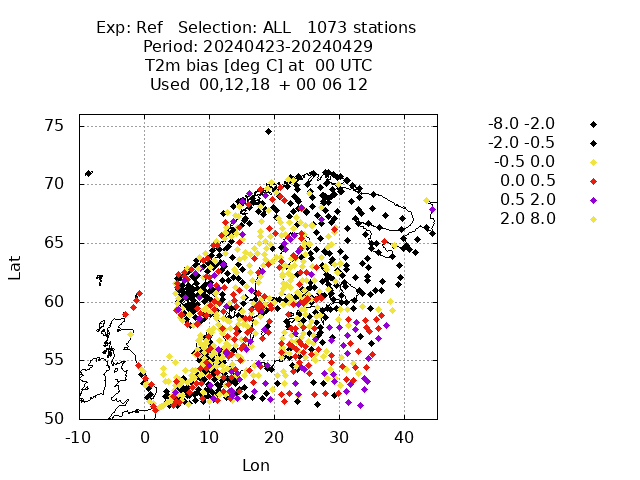 Exp: Ref   Selection: ALL   1073 stations
Period: 20240423-20240429
T2m bias [deg C] at  00 UTC
Used  00,12,18  + 00 06 12
-8.0 -2.0
-2.0 -0.5
-0.5 0.0
0.0 0.5
0.5 2.0
2.0 8.0
75
70
65
60
55
50
Lat
-10 0 10 20 30 40
Lon